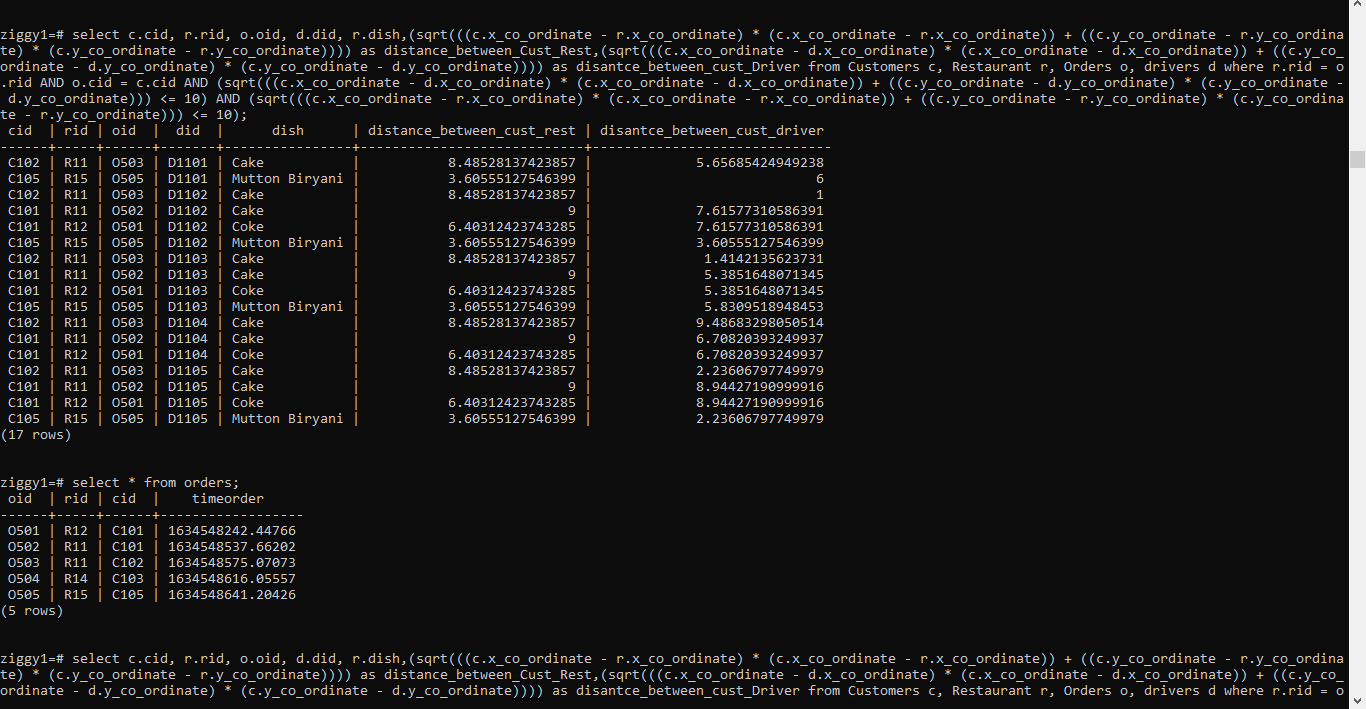 ziggy1=# select c.cid, r.rid, o.oid, d.did, r.dish,(sqrt(((c.x_co_ordinate - r.x_co_ordinate) * (c.x_co_ordinate - r.x_co_ordinate)) + ((c.y_co_ordinate - r.y_co_ordina
te) * (c.y_co_ordinate - r.y_co_ordinate)))) as distance_between_Cust_Rest,(sqrt(((c.x_co_ordinate - d.x_co_ordinate) * (c.x_co_ordinate - d.x_co_ordinate)) + ((c.y_co_
ordinate - d.y_co_ordinate) * (c.y_co_ordinate - d.y_co_ordinate)))) as disantce_between_cust_Driver from Customers c, Restaurant r, Orders o, drivers d where r.rid = o
.rid AND o.cid = c.cid AND (sqrt(((c.x_co_ordinate - d.x_co_ordinate) * (c.x_co_ordinate - d.x_co_ordinate)) + ((c.y_co_ordinate - d.y_co_ordinate) * (c.y_co_ordinate -
 d.y_co_ordinate))) <= 10) AND (sqrt(((c.x_co_ordinate - r.x_co_ordinate) * (c.x_co_ordinate - r.x_co_ordinate)) + ((c.y_co_ordinate - r.y_co_ordinate) * (c.y_co_ordina
te - r.y_co_ordinate))) <= 10);
 cid  | rid | oid  |  did  |      dish      | distance_between_cust_rest | disantce_between_cust_driver
------+-----+------+-------+----------------+----------------------------+------------------------------
 C102 | R11 | O503 | D1101 | Cake           |           8.48528137423857 |             5.65685424949238
 C105 | R15 | O505 | D1101 | Mutton Biryani |           3.60555127546399 |                            6
 C102 | R11 | O503 | D1102 | Cake           |           8.48528137423857 |                            1
 C101 | R11 | O502 | D1102 | Cake           |                          9 |             7.61577310586391
 C101 | R12 | O501 | D1102 | Coke           |           6.40312423743285 |             7.61577310586391
 C105 | R15 | O505 | D1102 | Mutton Biryani |           3.60555127546399 |             3.60555127546399
 C102 | R11 | O503 | D1103 | Cake           |           8.48528137423857 |              1.4142135623731
 C101 | R11 | O502 | D1103 | Cake           |                          9 |              5.3851648071345
 C101 | R12 | O501 | D1103 | Coke           |           6.40312423743285 |              5.3851648071345
 C105 | R15 | O505 | D1103 | Mutton Biryani |           3.60555127546399 |              5.8309518948453
 C102 | R11 | O503 | D1104 | Cake           |           8.48528137423857 |             9.48683298050514
 C101 | R11 | O502 | D1104 | Cake           |                          9 |             6.70820393249937
 C101 | R12 | O501 | D1104 | Coke           |           6.40312423743285 |             6.70820393249937
 C102 | R11 | O503 | D1105 | Cake           |           8.48528137423857 |             2.23606797749979
 C101 | R11 | O502 | D1105 | Cake           |                          9 |             8.94427190999916
 C101 | R12 | O501 | D1105 | Coke           |           6.40312423743285 |             8.94427190999916
 C105 | R15 | O505 | D1105 | Mutton Biryani |           3.60555127546399 |             2.23606797749979
(17 rows)
ziggy1=# select * from orders;
 oid  | rid | cid  |    timeorder
------+-----+------+------------------
 O501 | R12 | C101 | 1634548242.44766
 O502 | R11 | C101 | 1634548537.66202
 O503 | R11 | C102 | 1634548575.07073
 O504 | R14 | C103 | 1634548616.05557
 O505 | R15 | C105 | 1634548641.20426
(5 rows)
ziggy1=# select c.cid, r.rid, o.oid, d.did, r.dish,(sqrt(((c.x_co_ordinate - r.x_co_ordinate) * (c.x_co_ordinate - r.x_co_ordinate)) + ((c.y_co_ordinate - r.y_co_ordina
te) * (c.y_co_ordinate - r.y_co_ordinate)))) as distance_between_Cust_Rest,(sqrt(((c.x_co_ordinate - d.x_co_ordinate) * (c.x_co_ordinate - d.x_co_ordinate)) + ((c.y_co_
ordinate - d.y_co_ordinate) * (c.y_co_ordinate - d.y_co_ordinate)))) as disantce_between_cust_Driver from Customers c, Restaurant r, Orders o, drivers d where r.rid = o